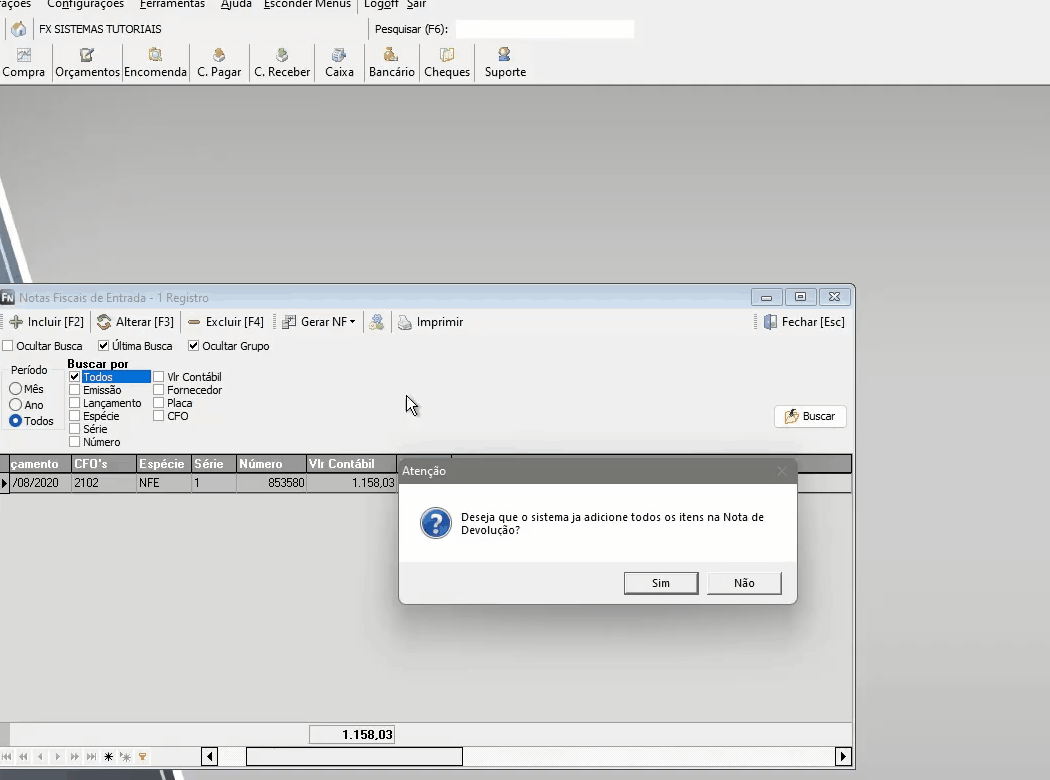 ações Configurações Ferramentas Ajuda Esconder Menus Logoff Sair
FX SISTEMAS TUTORIAIS Pesquisar (F6):
Compra Orçamentos Encomenda C. Pagar C. Receber Caixa Bancário Cheques Suporte
FN Notas Fiscais de Entrada - 1 Registro
Incluir [F2] Alterar [F3] Excluir [F4] Gerar NF Imprimir Fechar [Esc]
Ocultar Busca Última Busca Ocultar Grupo
Período Buscar por
Todos Vlr Contábil
Mês Emissão Fornecedor
Ano Lançamento Placa
Todos Espécie CFO Buscar
Série
Número
çamento CFO's Espécie Série Número Vlr Contábil
/08/2020 2102 NFE 1 853580 1.158,03
Atenção
Deseja que o sistema ja adicione todos os itens na Nota de
Devolução?
Sim Não
1.158,03